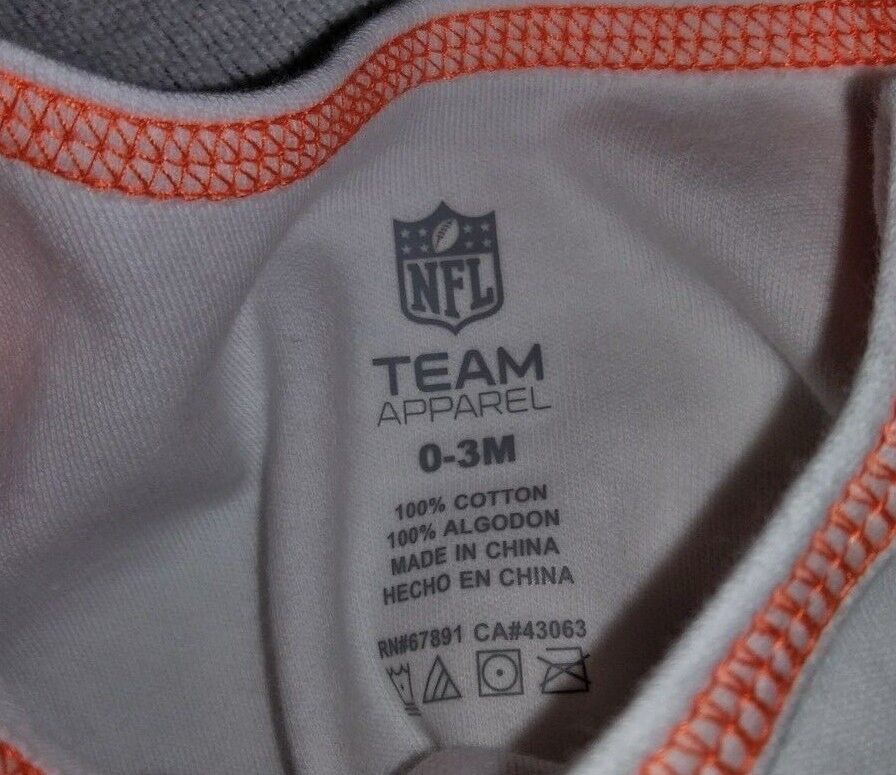 NFL
TEAM
APPAREL
0-3M
100% COTTON
100% ALGODON
MADE IN CHINA
HECHO EN CHINA
RN#67891 CA#43063